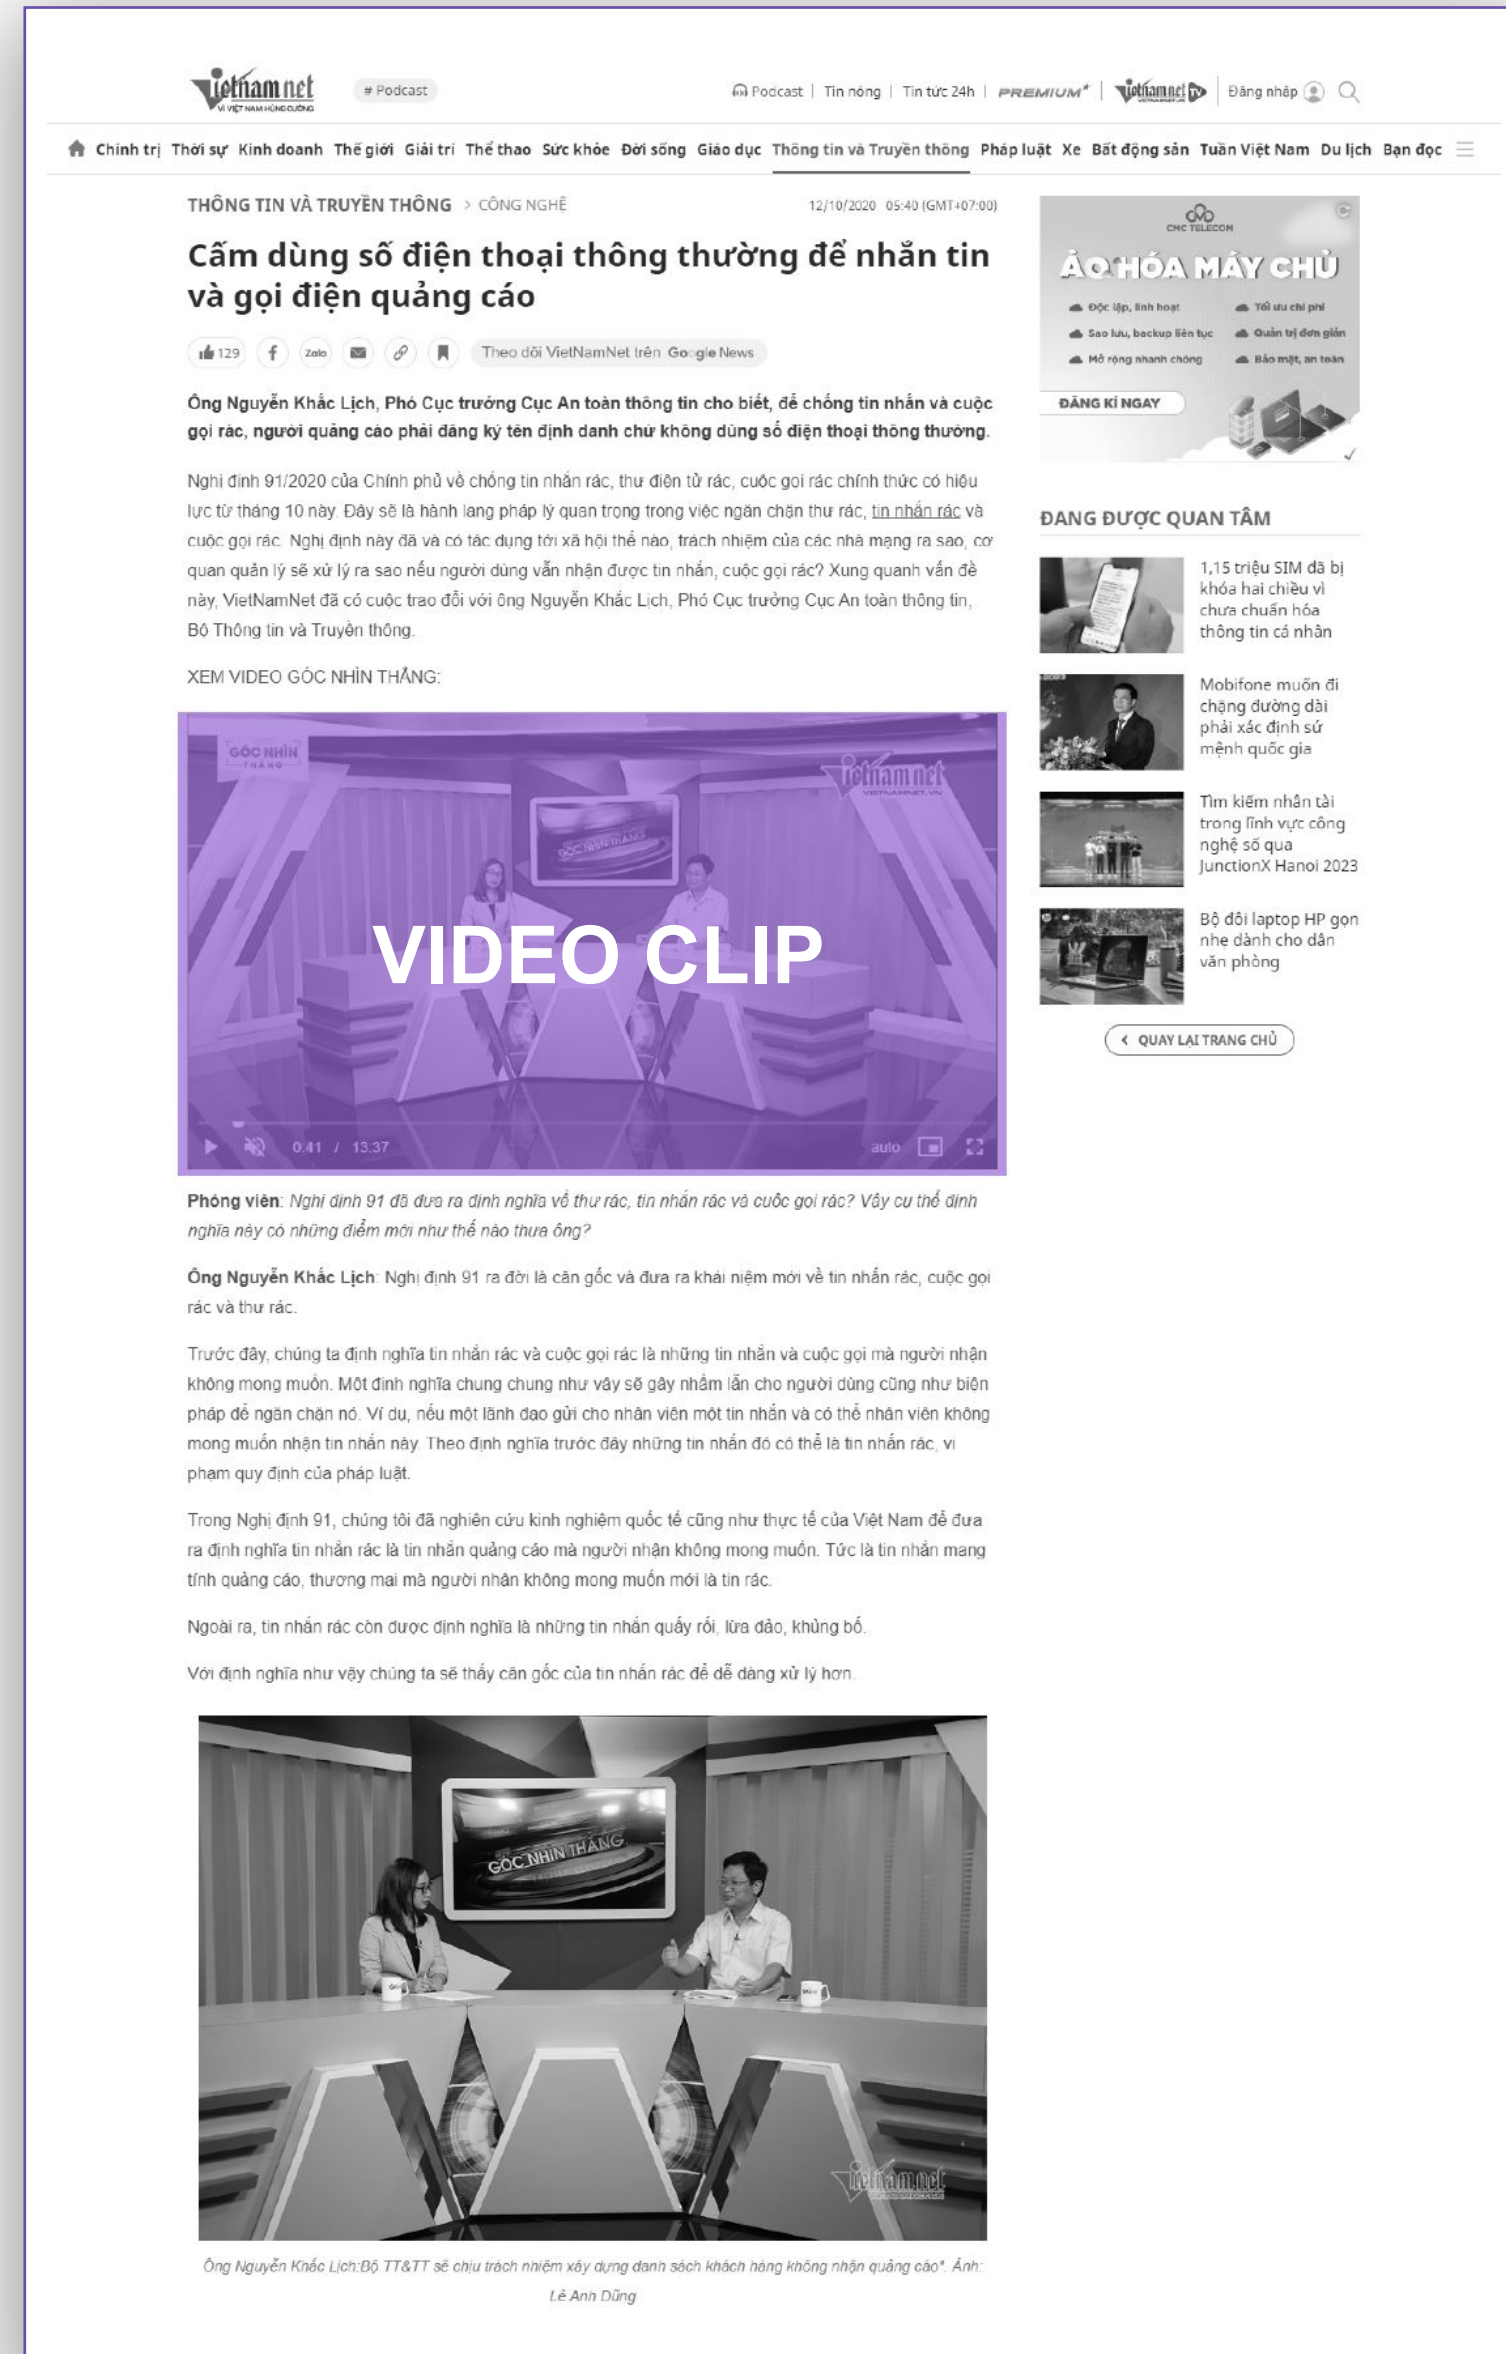 Vietnamnet
VÌ VIỆT NAM HÙNG CƯỜNG
# Podcast
Podcast | Tin nóng | Tin tức 24h | PREMIUM | Vietnamnet TV | Đăng nhập
Chính trị Thời sự Kinh doanh Thế giới Giải trí Thể thao Sức khỏe Đời sống Giáo dục Thông tin và Truyền thông Pháp luật Xe Bất động sản Tuần Việt Nam Du lịch Bạn đọc
THÔNG TIN VÀ TRUYỀN THÔNG > CÔNG NGHỆ
12/10/2020 05:40 (GMT+07:00)
Cấm dùng số điện thoại thông thường để nhắn tin
và gọi điện quảng cáo
129
Zalo
Theo dõi VietNamNet trên Google News
Ông Nguyễn Khắc Lịch, Phó Cục trưởng Cục An toàn thông tin cho biết, để chống tin nhắn và cuộc
gọi rác, người quảng cáo phải đăng ký tên định danh chứ không dùng số điện thoại thông thường.
Nghị định 91/2020 của Chính phủ về chống tin nhắn rác, thư điện tử rác, cuộc gọi rác chính thức có hiệu
lực từ tháng 10 này. Đây sẽ là hành lang pháp lý quan trọng trong việc ngăn chặn thư rác, tin nhắn rác và
cuộc gọi rác. Nghị định này đã và có tác dụng tới xã hội thế nào, trách nhiệm của các nhà mạng ra sao, cơ
quan quản lý sẽ xử lý ra sao nếu người dùng vẫn nhận được tin nhắn, cuộc gọi rác? Xung quanh vấn đề
này, VietNamNet đã có cuộc trao đổi với ông Nguyễn Khắc Lịch, Phó Cục trưởng Cục An toàn thông tin,
Bộ Thông tin và Truyền thông.
XEM VIDEO GÓC NHÌN THẲNG:
GÓC NHÌN
THẲNG
Vietnamnet
VIETNAMNET.VN
GÓC NHÌN THẲNG
VIDEO CLIP
0:41 / 13:37
auto
Phóng viên: Nghị định 91 đã đưa ra định nghĩa về thư rác, tin nhắn rác và cuộc gọi rác? Vậy cụ thể định
nghĩa này có những điểm mới như thế nào thưa ông?
Ông Nguyễn Khắc Lịch: Nghị định 91 ra đời là căn gốc và đưa ra khái niệm mới về tin nhắn rác, cuộc gọi
rác và thư rác.
Trước đây, chúng ta định nghĩa tin nhắn rác và cuộc gọi rác là những tin nhắn và cuộc gọi mà người nhận
không mong muốn. Một định nghĩa chung chung như vậy sẽ gây nhầm lẫn cho người dùng cũng như biện
pháp để ngăn chặn nó. Ví dụ, nếu một lãnh đạo gửi cho nhân viên một tin nhắn và có thể nhân viên không
mong muốn nhận tin nhắn này. Theo định nghĩa trước đây những tin nhắn đó có thể là tin nhắn rác, vi
phạm quy định của pháp luật.
Trong Nghị định 91, chúng tôi đã nghiên cứu kinh nghiệm quốc tế cũng như thực tế của Việt Nam để đưa
ra định nghĩa tin nhắn rác là tin nhắn quảng cáo mà người nhận không mong muốn. Tức là tin nhắn mang
tính quảng cáo, thương mại mà người nhận không mong muốn mới là tin rác.
Ngoài ra, tin nhắn rác còn được định nghĩa là những tin nhắn quấy rối, lừa đảo, khủng bố.
Với định nghĩa như vậy chúng ta sẽ thấy căn gốc của tin nhắn rác để dễ dàng xử lý hơn.
GÓC NHÌN THẲNG
Vietnamnet
Ông Nguyễn Khắc Lịch:Bộ TT&TT sẽ chịu trách nhiệm xây dựng danh sách khách hàng không nhận quảng cáo". Ảnh:
Lê Anh Dũng
CMC TELECOM
ẢO HÓA MÁY CHỦ
Độc lập, linh hoạt
Tối ưu chi phí
Sao lưu, backup liên tục
Quản trị đơn giản
Mở rộng nhanh chóng
Bảo mật, an toàn
ĐĂNG KÍ NGAY
ĐANG ĐƯỢC QUAN TÂM
1,15 triệu SIM đã bị
khóa hai chiều vì
chưa chuẩn hóa
thông tin cá nhân
Mobifone muốn đi
chặng đường dài
phải xác định sứ
mệnh quốc gia
Tìm kiếm nhân tài
trong lĩnh vực công
nghệ số qua
JunctionX Hanoi 2023
Bộ đôi laptop HP gọn
nhẹ dành cho dân
văn phòng
QUAY LẠI TRANG CHỦ